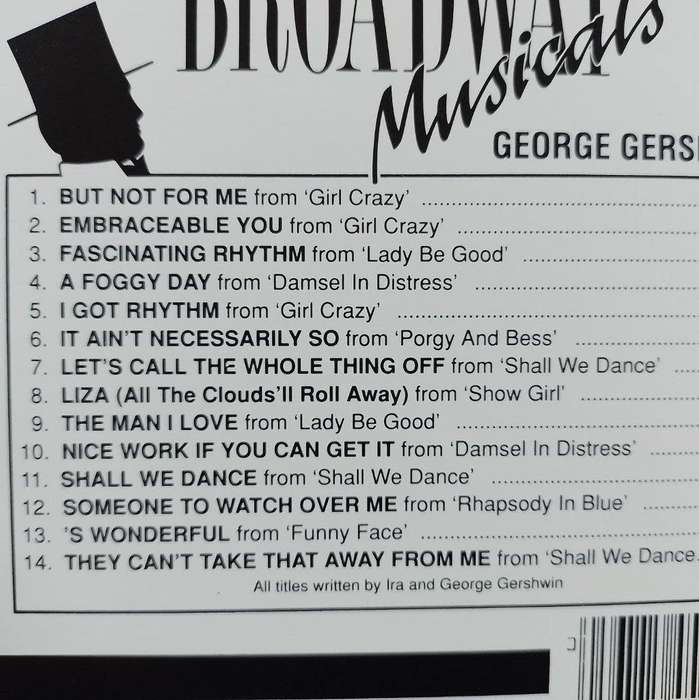 BROADWAY
Musicals
GEORGE GERS
1. BUT NOT FOR ME from ‘Girl Crazy’
2. EMBRACEABLE YOU from ‘Girl Crazy’
3. FASCINATING RHYTHM from ‘Lady Be Good’
4. A FOGGY DAY from ‘Damsel In Distress’
5. I GOT RHYTHM from ‘Girl Crazy’
6. IT AIN’T NECESSARILY SO from ‘Porgy And Bess’
7. LET’S CALL THE WHOLE THING OFF from ‘Shall We Dance’
8. LIZA (All The Clouds’ll Roll Away) from ‘Show Girl’
9. THE MAN I LOVE from ‘Lady Be Good’
10. NICE WORK IF YOU CAN GET IT from ‘Damsel In Distress’
11. SHALL WE DANCE from ‘Shall We Dance’
12. SOMEONE TO WATCH OVER ME from ‘Rhapsody In Blue’
13. ’S WONDERFUL from ‘Funny Face’
14. THEY CAN’T TAKE THAT AWAY FROM ME from ‘Shall We Dance
All titles written by Ira and George Gershwin